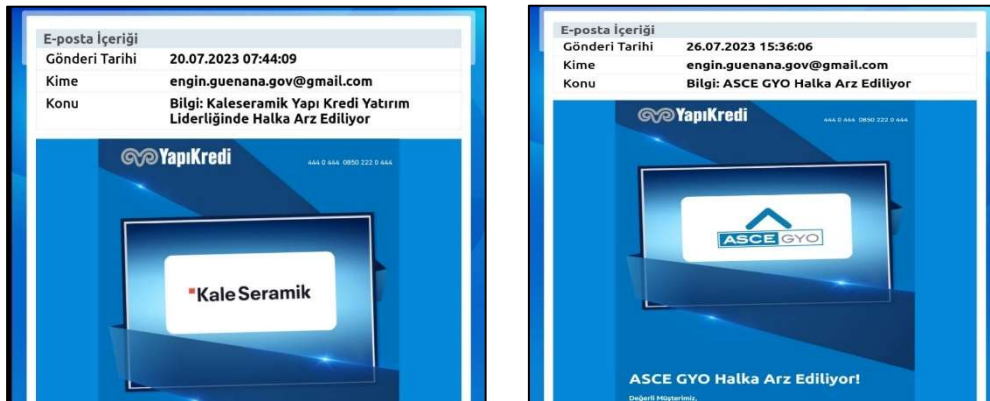 E-posta İçeriği
Gönderi Tarihi 20.07.2023 07:44:09
Kime engin.guenana.gov@gmail.com
Konu Bilgi: Kaleseramik Yapı Kredi Yatırım
Liderliğinde Halka Arz Ediliyor
YapıKredi
444 0 444 0850 222 0 444
KaleSeramik
E-posta İçeriği
Gönderi Tarihi 26.07.2023 15:36:06
Kime engin.guenana.gov@gmail.com
Konu Bilgi: ASCE GYO Halka Arz Ediliyor
YapıKredi
444 0 444 0850 222 0 444
ASCE GYO
ASCE GYO Halka Arz Ediliyor!
Değerli Müşterimiz,